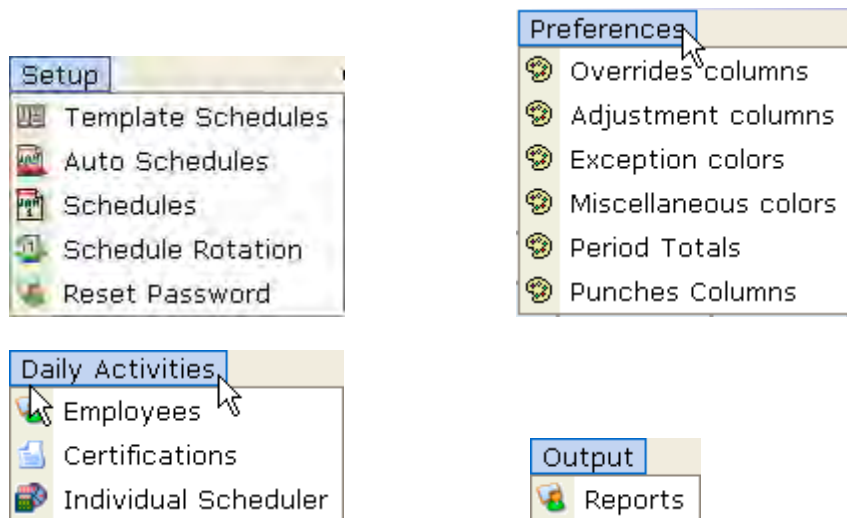 Setup
Template Schedules
Auto Schedules
Schedules
Schedule Rotation
Reset Password
Preferences
Overrides columns
Adjustment columns
Exception colors
Miscellaneous colors
Period Totals
Punches Columns
Daily Activities
Employees
Certifications
Individual Scheduler
Output
Reports